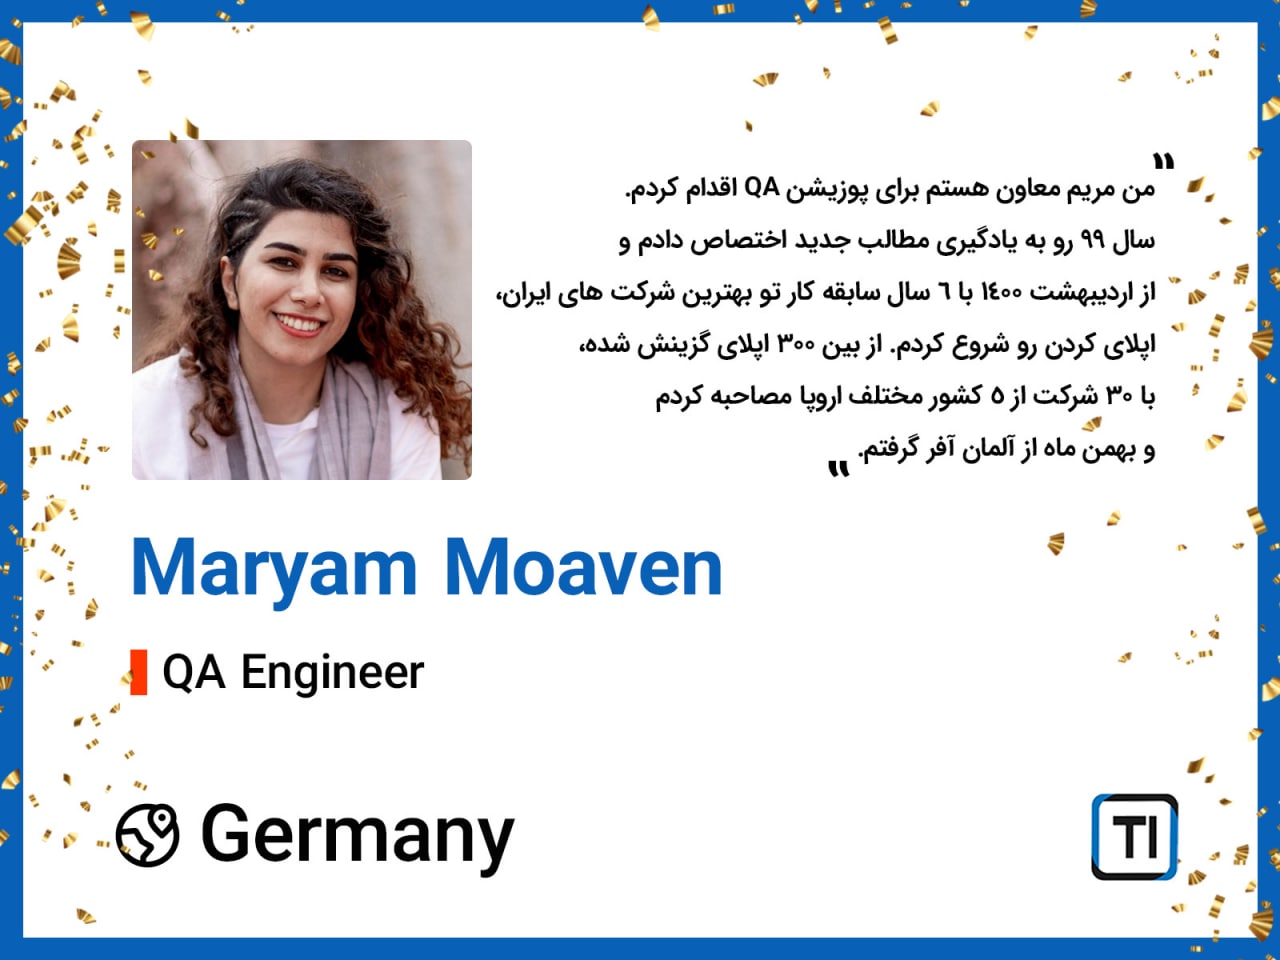 "من مریم معاون هستم برای پوزیشن QA اقدام کردم.
سال ۹۹ رو به یادگیری مطالب جدید اختصاص دادم و
از اردیبهشت ۱٤۰۰ با ٦ سال سابقه کار تو بهترین شرکت های ایران،
اپلای کردن رو شروع کردم. از بین ۳۰۰ اپلای گزینش شده،
با ۳۰ شرکت از ٥ کشور مختلف اروپا مصاحبه کردم
و بهمن ماه از آلمان آفر گرفتم."
Maryam Moaven
QA Engineer
Germany
TI